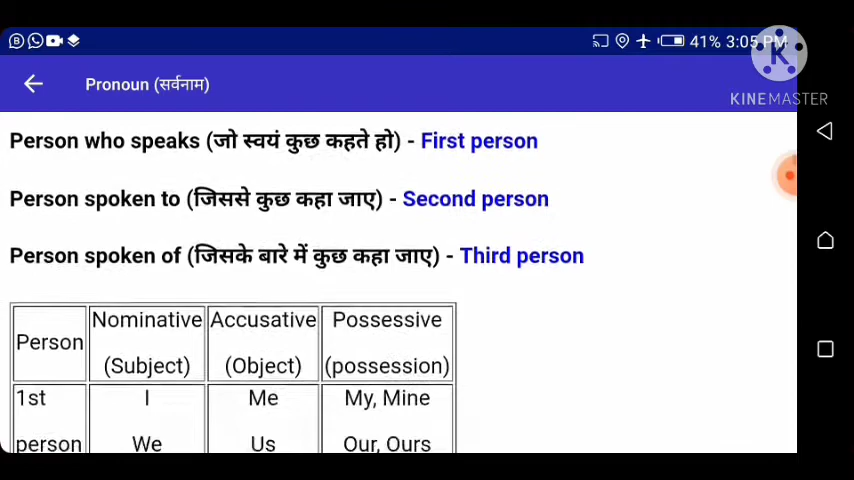 41% 3:05 PM
Pronoun (सर्वनाम)
KINEMASTER
Person who speaks (जो स्वयं कुछ कहते हो) - First person
Person spoken to (जिससे कुछ कहा जाए) - Second person
Person spoken of (जिसके बारे में कुछ कहा जाए) - Third person
Person
Nominative (Subject)
Accusative (Object)
Possessive (possession)
1st person
I
Me
My, Mine
We
Us
Our, Ours